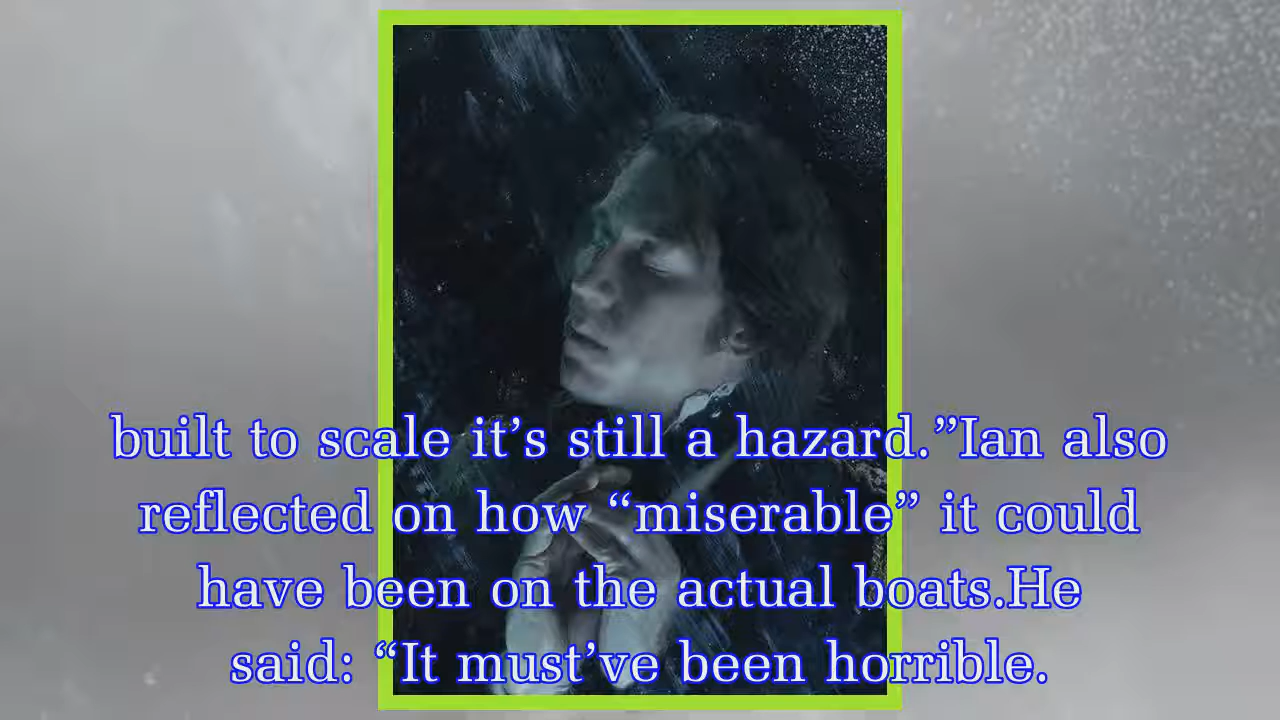 built to scale it’s still a hazard.”Ian also
reflected on how “miserable” it could
have been on the actual boats.He
said: “It must’ve been horrible.